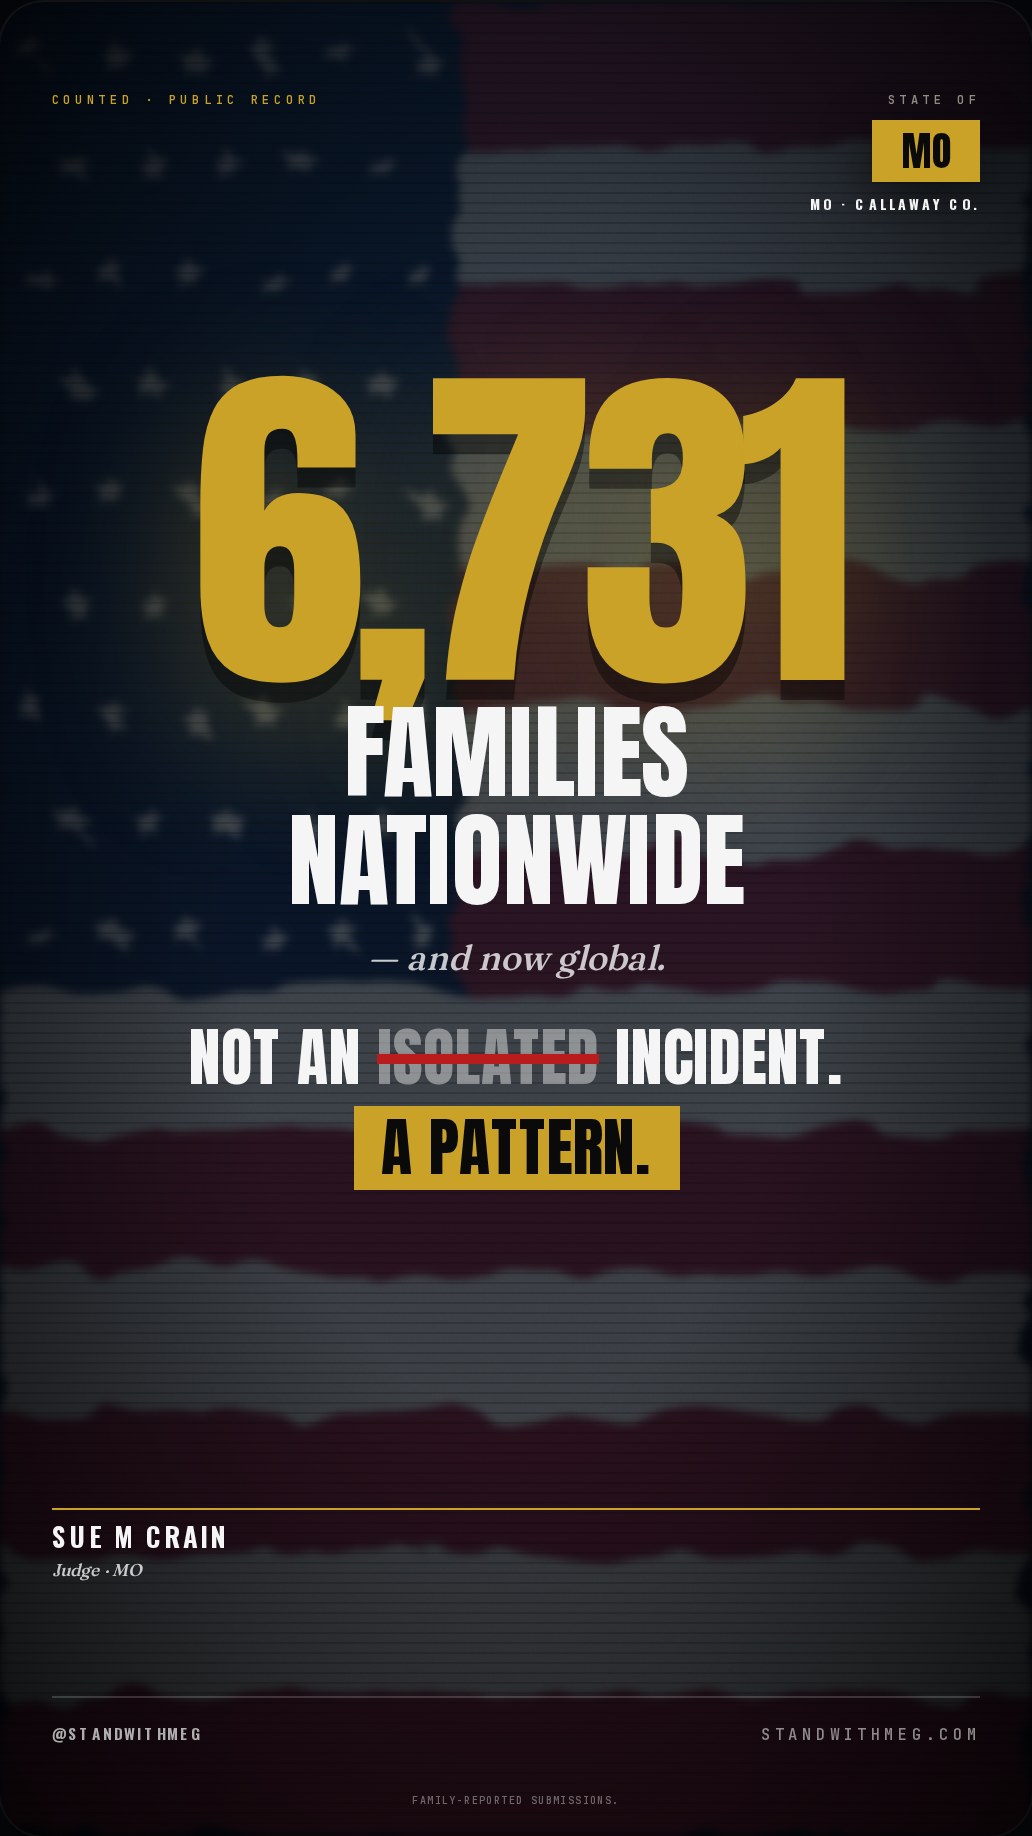 COUNTED · PUBLIC RECORD
STATE OF
MO
MO · CALLAWAY CO.
6,731
FAMILIES
NATIONWIDE
— and now global.
NOT AN ISOLATED INCIDENT.
A PATTERN.
SUE M CRAIN
Judge · MO
@STANDWITHMEG
STANDWITHMEG.COM
FAMILY-REPORTED SUBMISSIONS.